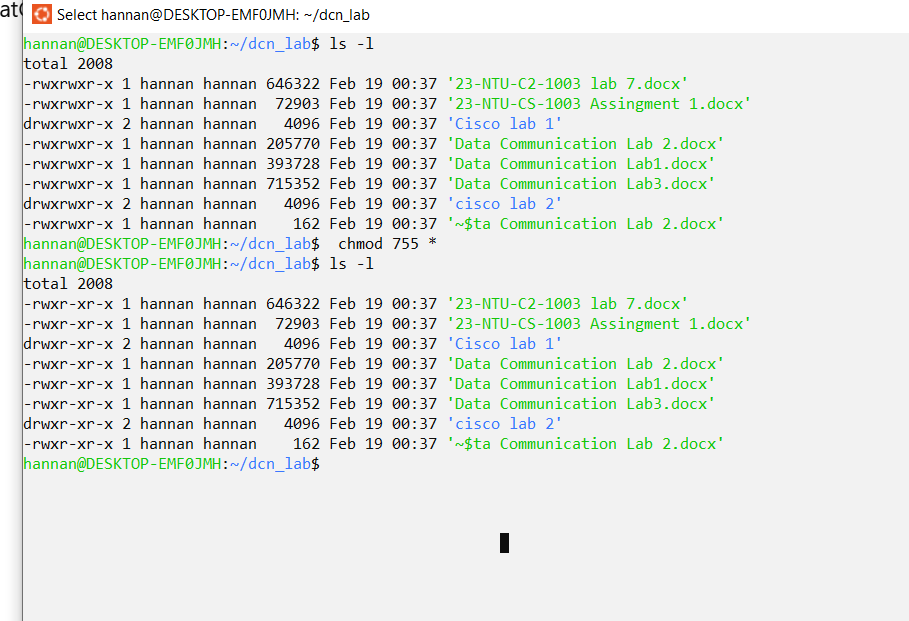 Select hannan@DESKTOP-EMF0JMH: ~/dcn_lab
hannan@DESKTOP-EMF0JMH:~/dcn_lab$ ls -l
total 2008
-rwxrwxr-x 1 hannan hannan 646322 Feb 19 00:37 '23-NTU-C2-1003 lab 7.docx'
-rwxrwxr-x 1 hannan hannan  72903 Feb 19 00:37 '23-NTU-CS-1003 Assingment 1.docx'
drwxrwxr-x 2 hannan hannan   4096 Feb 19 00:37 'Cisco lab 1'
-rwxrwxr-x 1 hannan hannan 205770 Feb 19 00:37 'Data Communication Lab 2.docx'
-rwxrwxr-x 1 hannan hannan 393728 Feb 19 00:37 'Data Communication Lab1.docx'
-rwxrwxr-x 1 hannan hannan 715352 Feb 19 00:37 'Data Communication Lab3.docx'
drwxrwxr-x 2 hannan hannan   4096 Feb 19 00:37 'cisco lab 2'
-rwxrwxr-x 1 hannan hannan    162 Feb 19 00:37 '~$ta Communication Lab 2.docx'
hannan@DESKTOP-EMF0JMH:~/dcn_lab$  chmod 755 *
hannan@DESKTOP-EMF0JMH:~/dcn_lab$ ls -l
total 2008
-rwxr-xr-x 1 hannan hannan 646322 Feb 19 00:37 '23-NTU-C2-1003 lab 7.docx'
-rwxr-xr-x 1 hannan hannan  72903 Feb 19 00:37 '23-NTU-CS-1003 Assingment 1.docx'
drwxr-xr-x 2 hannan hannan   4096 Feb 19 00:37 'Cisco lab 1'
-rwxr-xr-x 1 hannan hannan 205770 Feb 19 00:37 'Data Communication Lab 2.docx'
-rwxr-xr-x 1 hannan hannan 393728 Feb 19 00:37 'Data Communication Lab1.docx'
-rwxr-xr-x 1 hannan hannan 715352 Feb 19 00:37 'Data Communication Lab3.docx'
drwxr-xr-x 2 hannan hannan   4096 Feb 19 00:37 'cisco lab 2'
-rwxr-xr-x 1 hannan hannan    162 Feb 19 00:37 '~$ta Communication Lab 2.docx'
hannan@DESKTOP-EMF0JMH:~/dcn_lab$